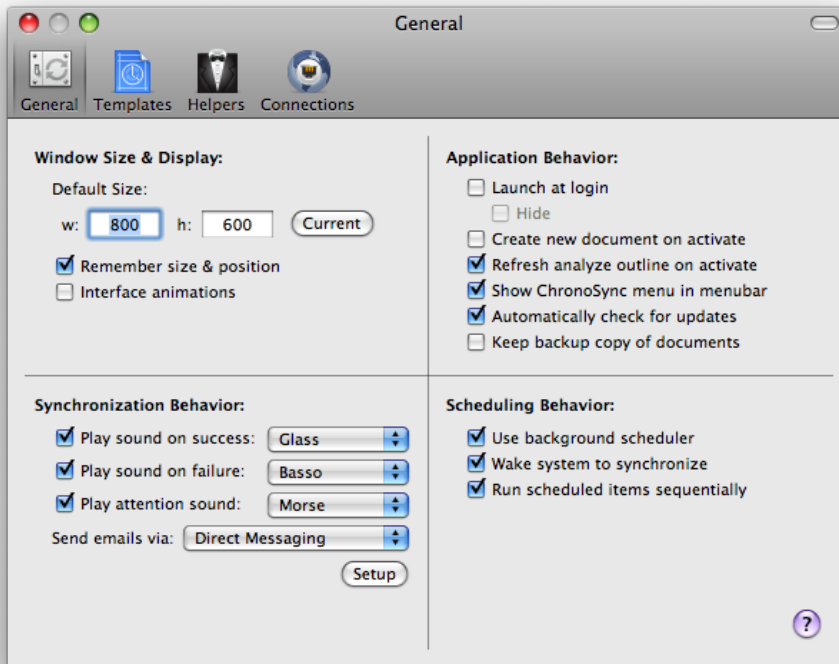 General
General Templates Helpers Connections
Window Size & Display:
Default Size:
w: 800 h: 600 Current
Remember size & position
Interface animations
Application Behavior:
Launch at login
Hide
Create new document on activate
Refresh analyze outline on activate
Show ChronoSync menu in menubar
Automatically check for updates
Keep backup copy of documents
Synchronization Behavior:
Play sound on success: Glass
Play sound on failure: Basso
Play attention sound: Morse
Send emails via: Direct Messaging
Setup
Scheduling Behavior:
Use background scheduler
Wake system to synchronize
Run scheduled items sequentially
?